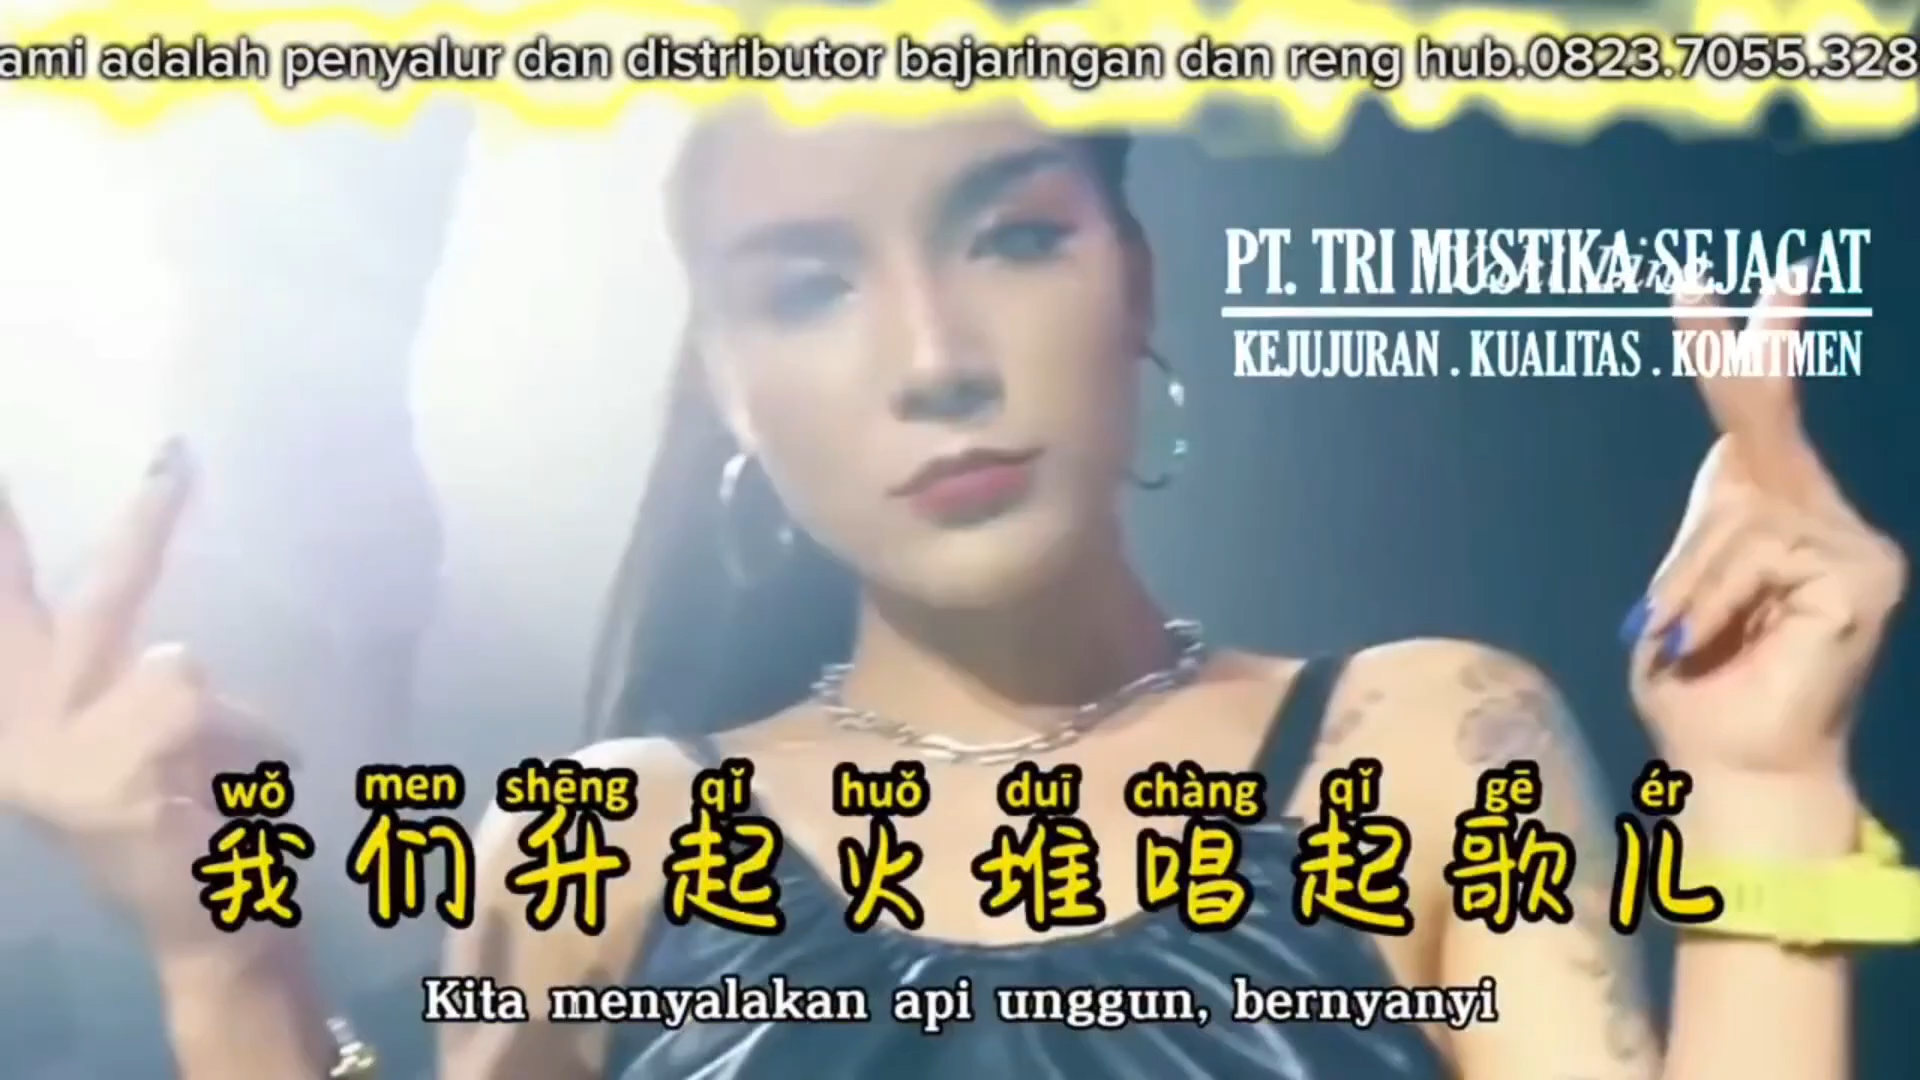 ami adalah penyalur dan distributor bajaringan dan reng hub.0823.7055.328
PT. TRI MUSTIKA SEJAGAT
KEJUJURAN . KUALITAS . KOMITMEN
wǒ men shēng qǐ huǒ duī chàng qǐ gē ér
我们升起火堆唱起歌儿
Kita menyalakan api unggun, bernyanyi